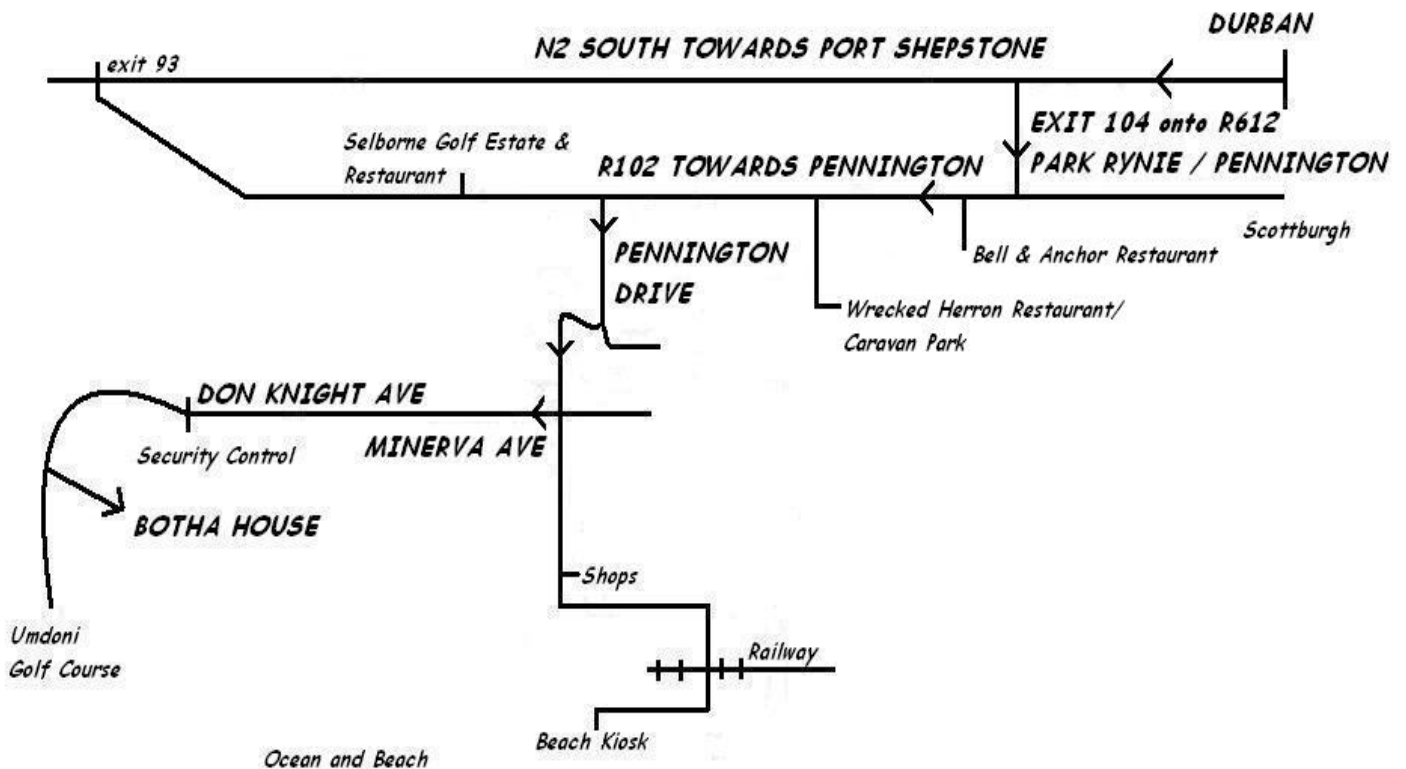 DURBAN
N2 SOUTH TOWARDS PORT SHEPSTONE
exit 93
EXIT 104 onto R612
PARK RYNIE / PENNINGTON
Selborne Golf Estate &
Restaurant
R102 TOWARDS PENNINGTON
Scottburgh
Bell & Anchor Restaurant
PENNINGTON
DRIVE
Wrecked Herron Restaurant/
Caravan Park
DON KNIGHT AVE
MINERVA AVE
Security Control
BOTHA HOUSE
Shops
Umdoni
Golf Course
Railway
Beach Kiosk
Ocean and Beach